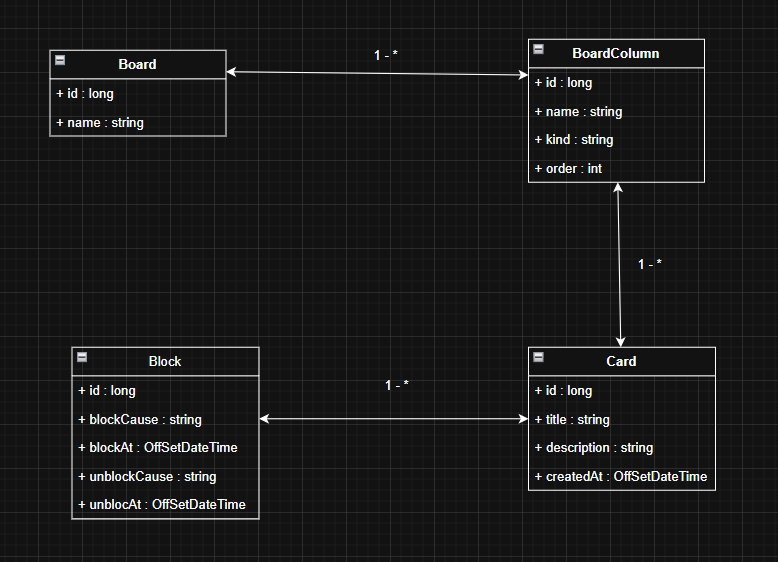 Board
+ id : long
+ name : string
1 - *
BoardColumn
+ id : long
+ name : string
+ kind : string
+ order : int
1 - *
Block
+ id : long
+ blockCause : string
+ blockAt : OffSetDateTime
+ unblockCause : string
+ unblocAt : OffSetDateTime
1 - *
Card
+ id : long
+ title : string
+ description : string
+ createdAt : OffSetDateTime